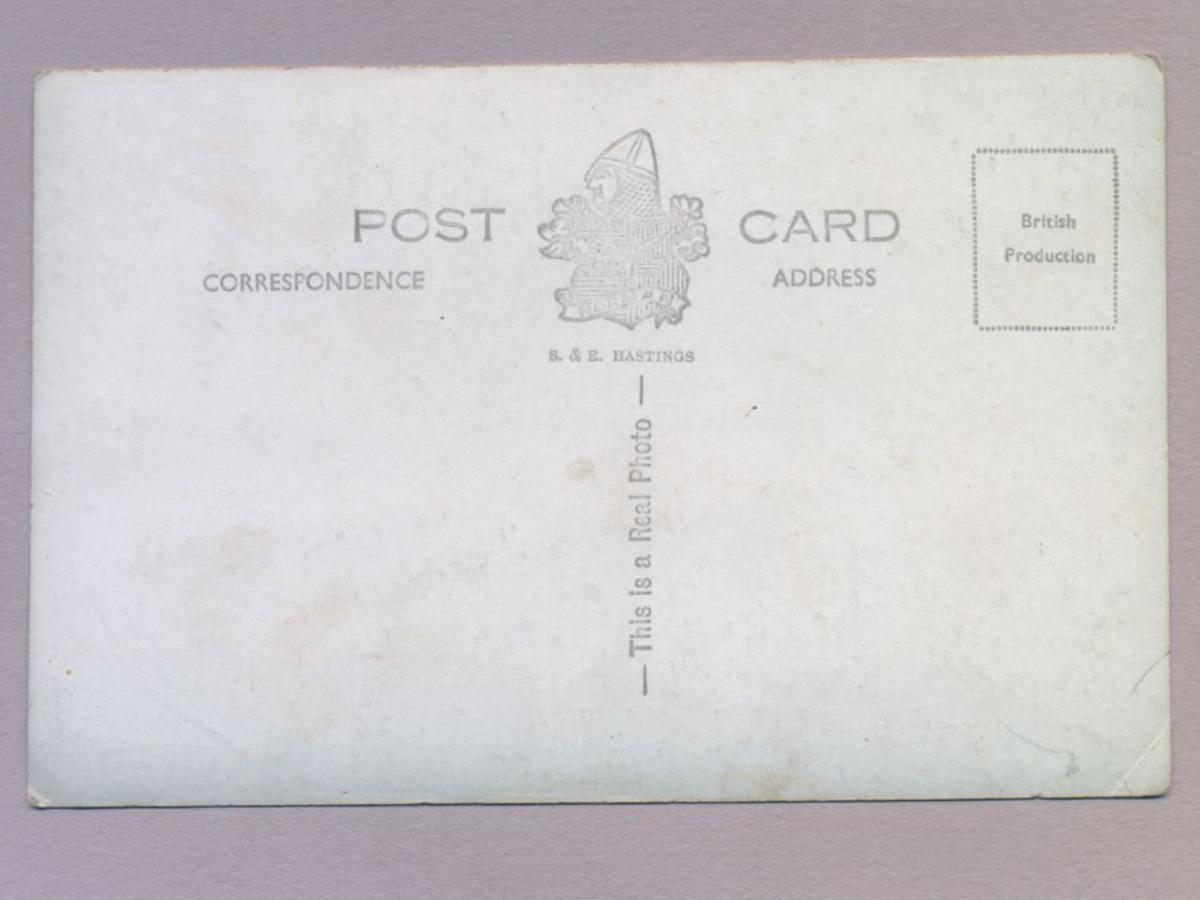 POST CARD
CORRESPONDENCE
ADDRESS
British
Production
S. & E. HASTINGS
— This is a Real Photo —